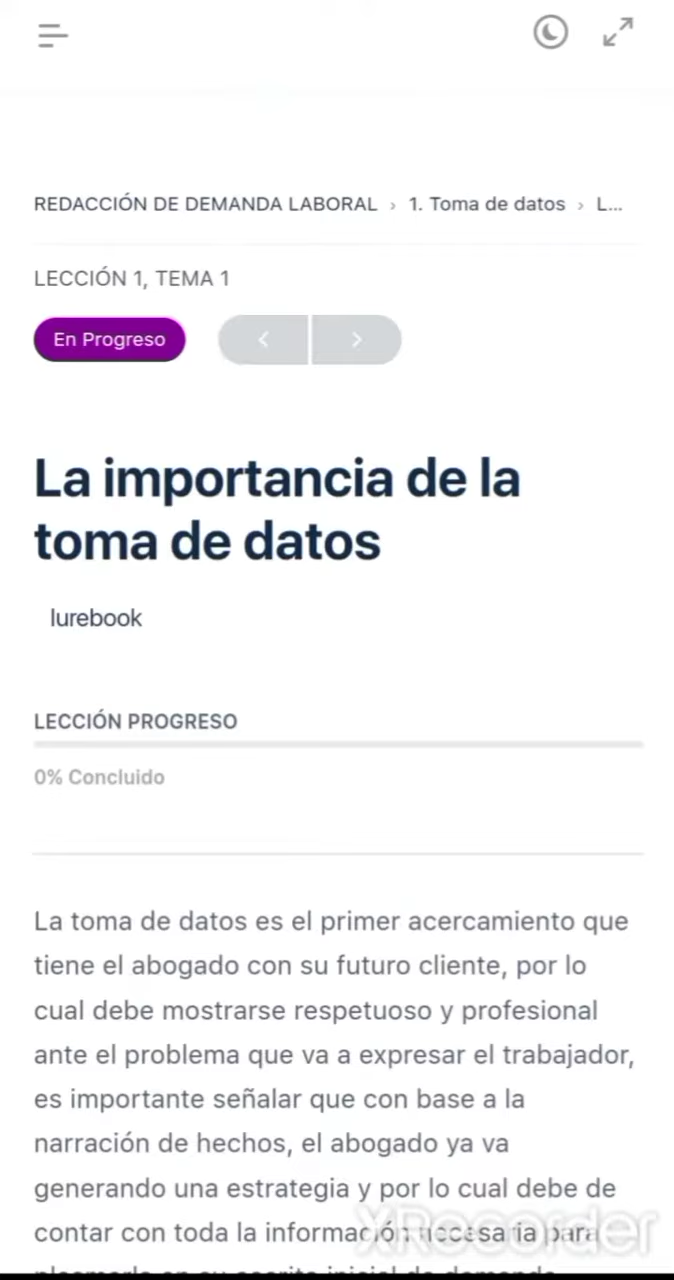 REDACCIÓN DE DEMANDA LABORAL › 1. Toma de datos › L...
LECCIÓN 1, TEMA 1
En Progreso
La importancia de la
toma de datos
lurebook
LECCIÓN PROGRESO
0% Concluido
La toma de datos es el primer acercamiento que
tiene el abogado con su futuro cliente, por lo
cual debe mostrarse respetuoso y profesional
ante el problema que va a expresar el trabajador,
es importante señalar que con base a la
narración de hechos, el abogado ya va
generando una estrategia y por lo cual debe de
contar con toda la información necesaria para
XRecorder